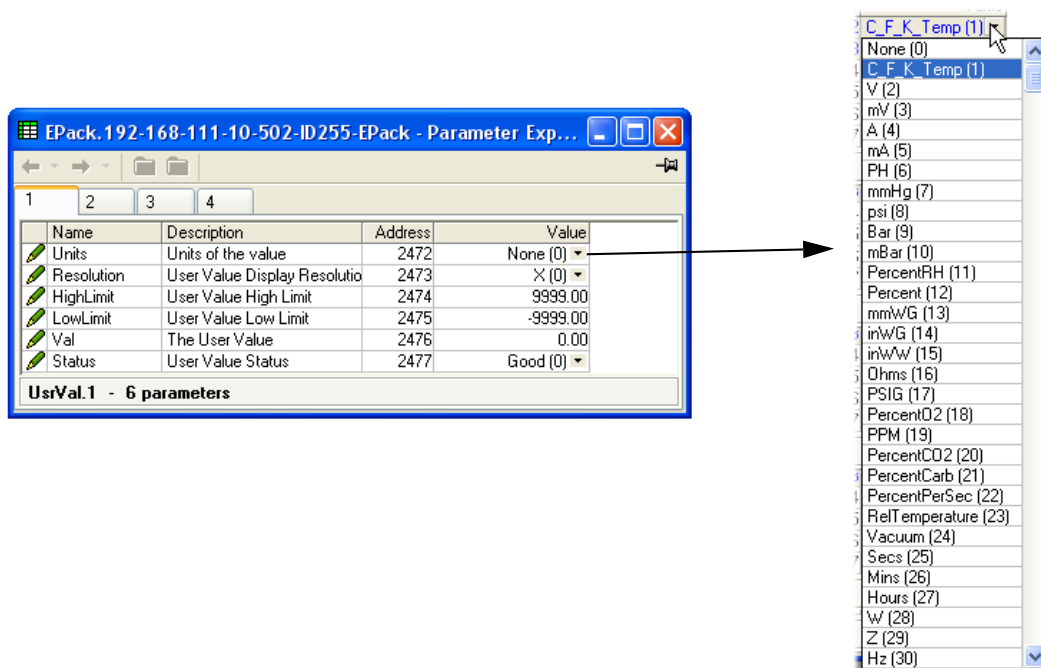 EPack.192-168-111-10-502-ID255-EPack - Parameter Exp...
1 2 3 4
Name Description Address Value
Units Units of the value 2472 None (0)
Resolution User Value Display Resolutio 2473 X (0)
HighLimit User Value High Limit 2474 9999.00
LowLimit User Value Low Limit 2475 -9999.00
Val The User Value 2476 0.00
Status User Value Status 2477 Good (0)
UsrVal.1 - 6 parameters
C_F_K_Temp (1)
None (0)
C_F_K_Temp (1)
V (2)
mV (3)
A (4)
mA (5)
PH (6)
mmHg (7)
psi (8)
Bar (9)
mBar (10)
PercentRH (11)
Percent (12)
mmWG (13)
inWG (14)
inWW (15)
Ohms (16)
PSIG (17)
PercentO2 (18)
PPM (19)
PercentCO2 (20)
PercentCarb (21)
PercentPerSec (22)
RelTemperature (23)
Vacuum (24)
Secs (25)
Mins (26)
Hours (27)
W (28)
Z (29)
Hz (30)